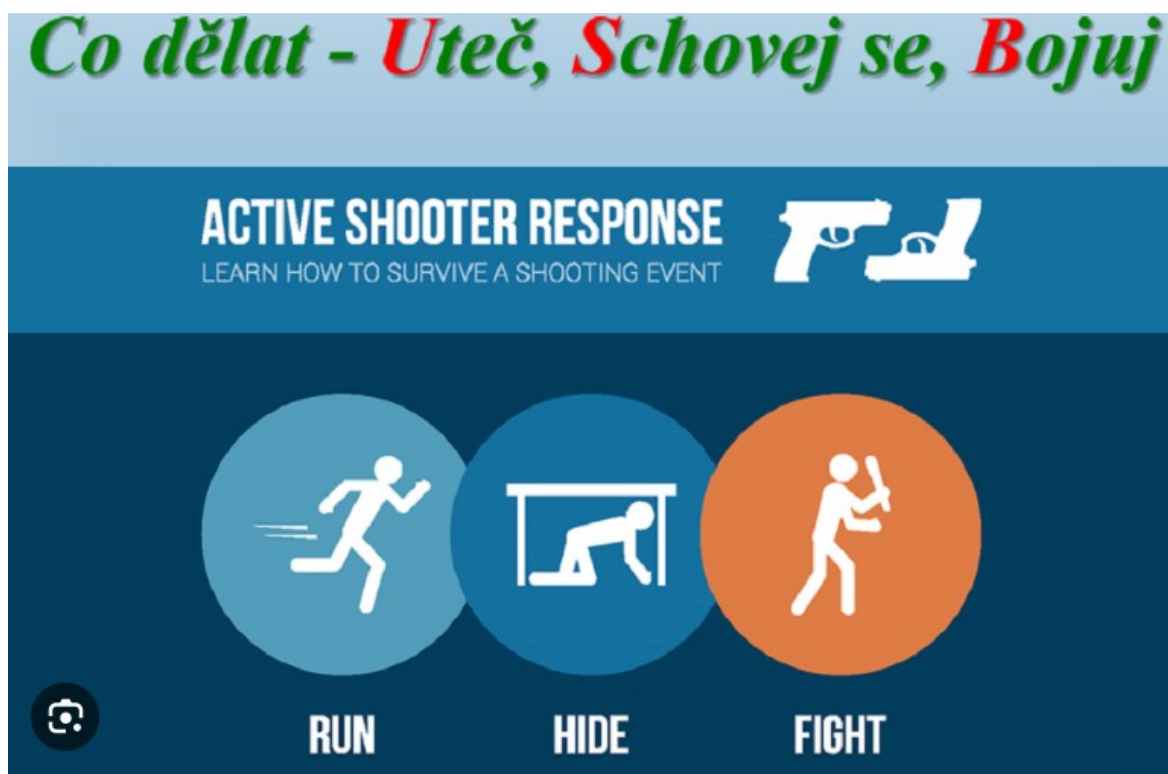 Co dělat - Uteč, Schovej se, Bojuj
ACTIVE SHOOTER RESPONSE
LEARN HOW TO SURVIVE A SHOOTING EVENT
RUN HIDE FIGHT